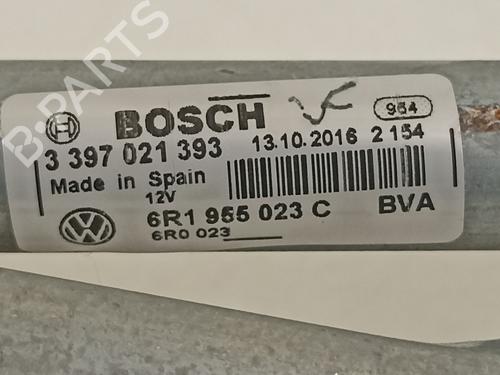 BOSCH 964
3 397 021 393 13.10.2016 2 154
Made in Spain
12V
6R1 955 023 C BVA
6R0 023
B-PARTS